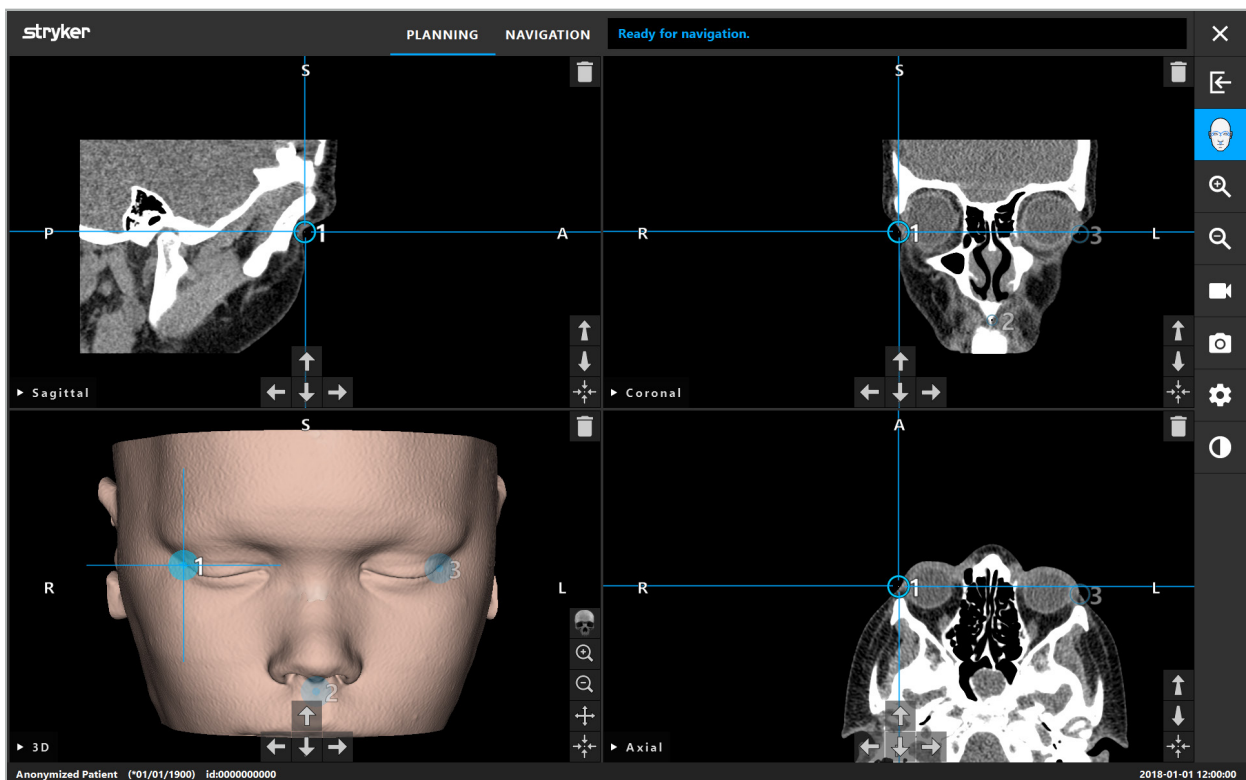 stryker
PLANNING NAVIGATION Ready for navigation.
S
P
1
A
Sagittal
S
R
1
3
L
2
Coronal
S
R
1
3
L
2
3D
A
R
1
3
L
Axial
Anonymized Patient (*01/01/1900) id:0000000000
2018-01-01 12:00:00